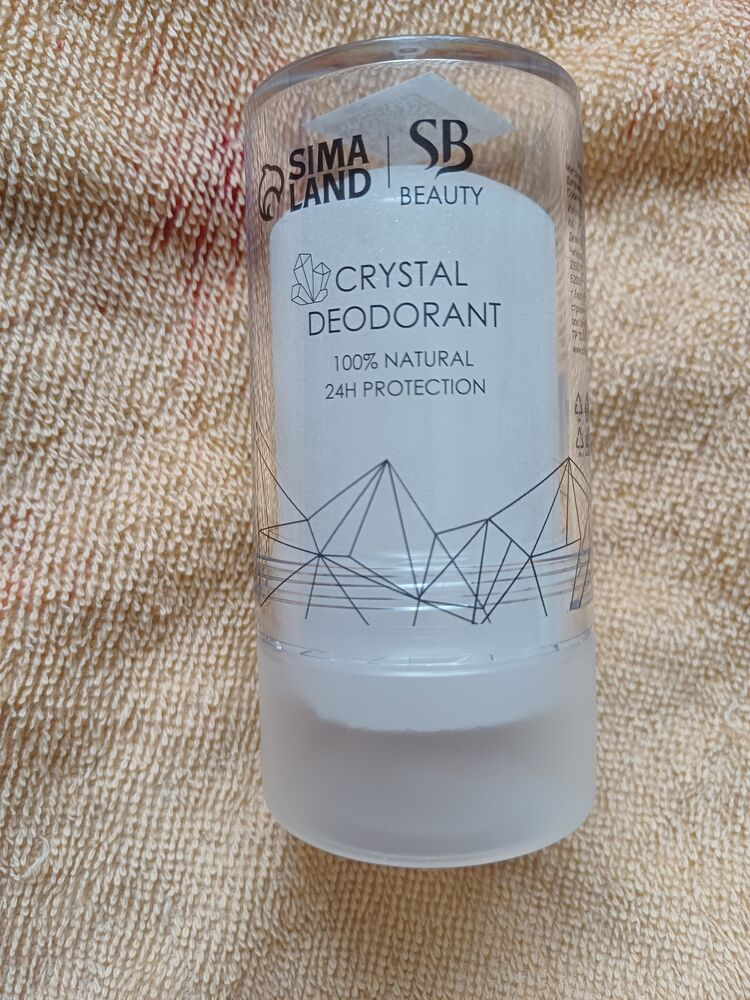 SIMA
LAND
SB
BEAUTY
CRYSTAL
DEODORANT
100% NATURAL
24H PROTECTION